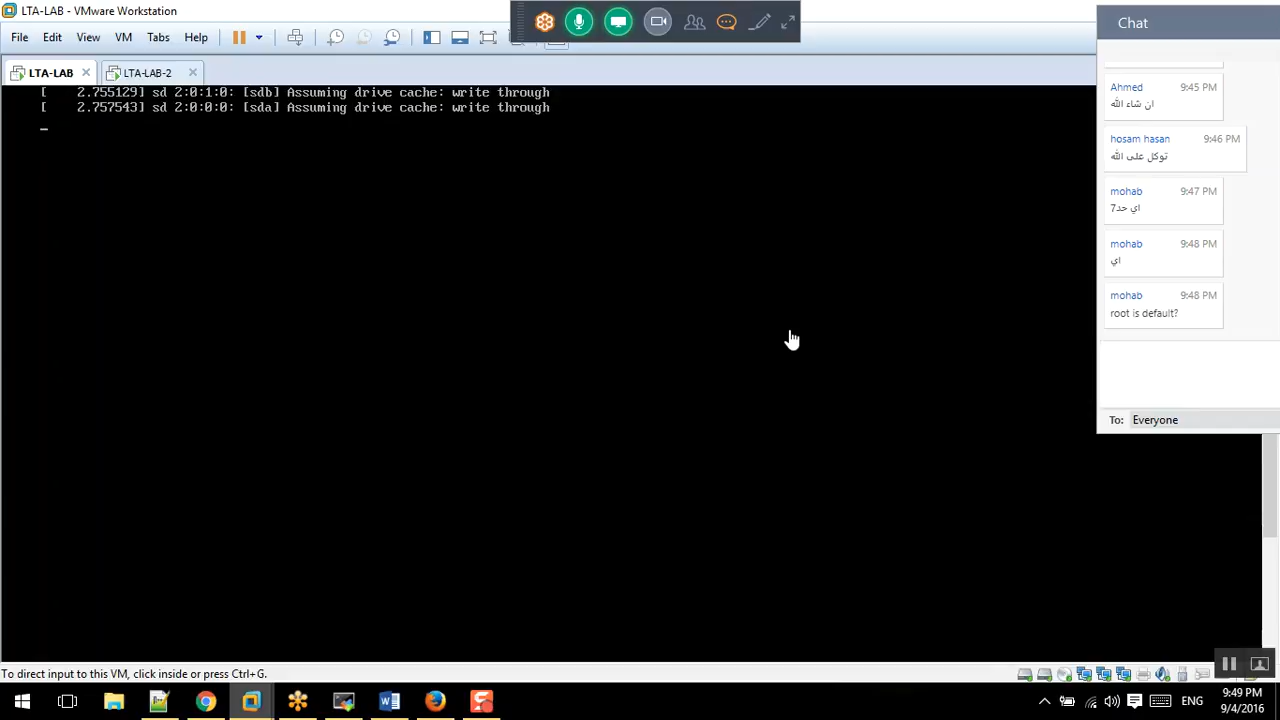 LTA-LAB - VMware Workstation
File Edit View VM Tabs Help
LTA-LAB
LTA-LAB-2
[    2.755129] sd 2:0:1:0: [sdb] Assuming drive cache: write through
[    2.757543] sd 2:0:0:0: [sda] Assuming drive cache: write through
Chat
Ahmed 9:45 PM
ان شاء الله
hosam hasan 9:46 PM
توكل على الله
mohab 9:47 PM
اي حد7
mohab 9:48 PM
اي
mohab 9:48 PM
root is default?
To: Everyone
To direct input to this VM, click inside or press Ctrl+G.
ENG
9:49 PM
9/4/2016